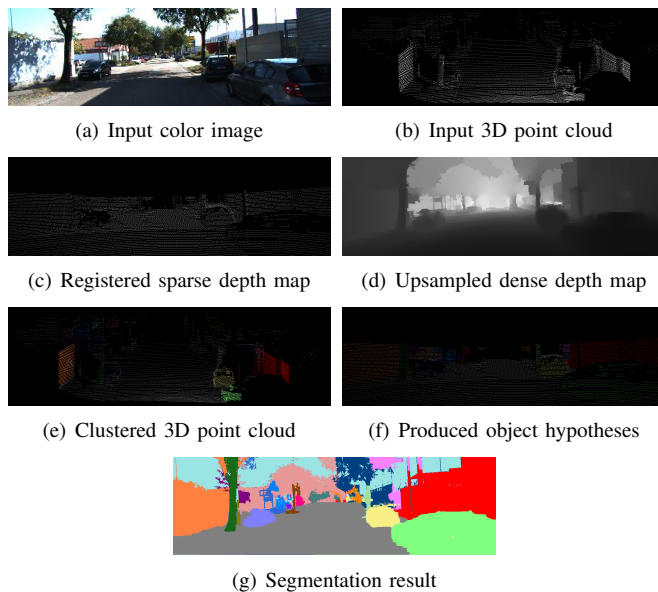 (a) Input color image
(b) Input 3D point cloud
(c) Registered sparse depth map
(d) Upsampled dense depth map
(e) Clustered 3D point cloud
(f) Produced object hypotheses
(g) Segmentation result